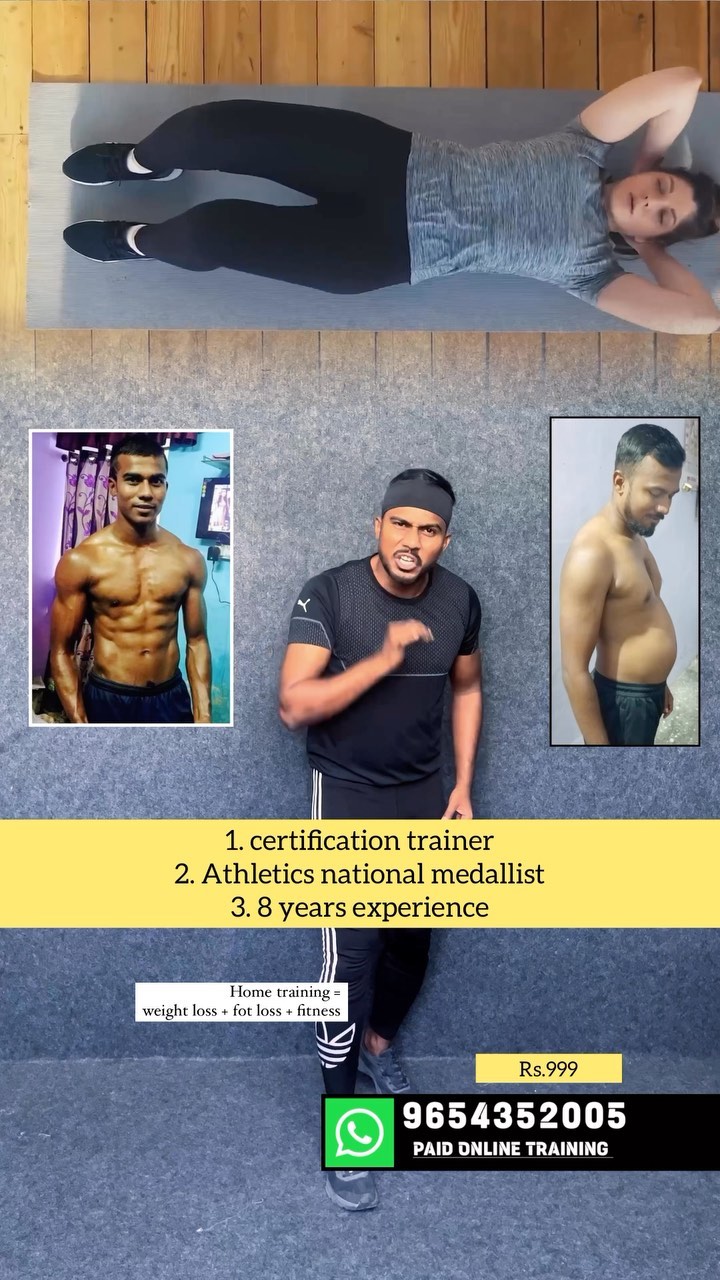 1. certification trainer
2. Athletics national medallist
3. 8 years experience
Home training =
weight loss + fot loss + fitness
Rs.999
9654352005
PAID ONLINE TRAINING